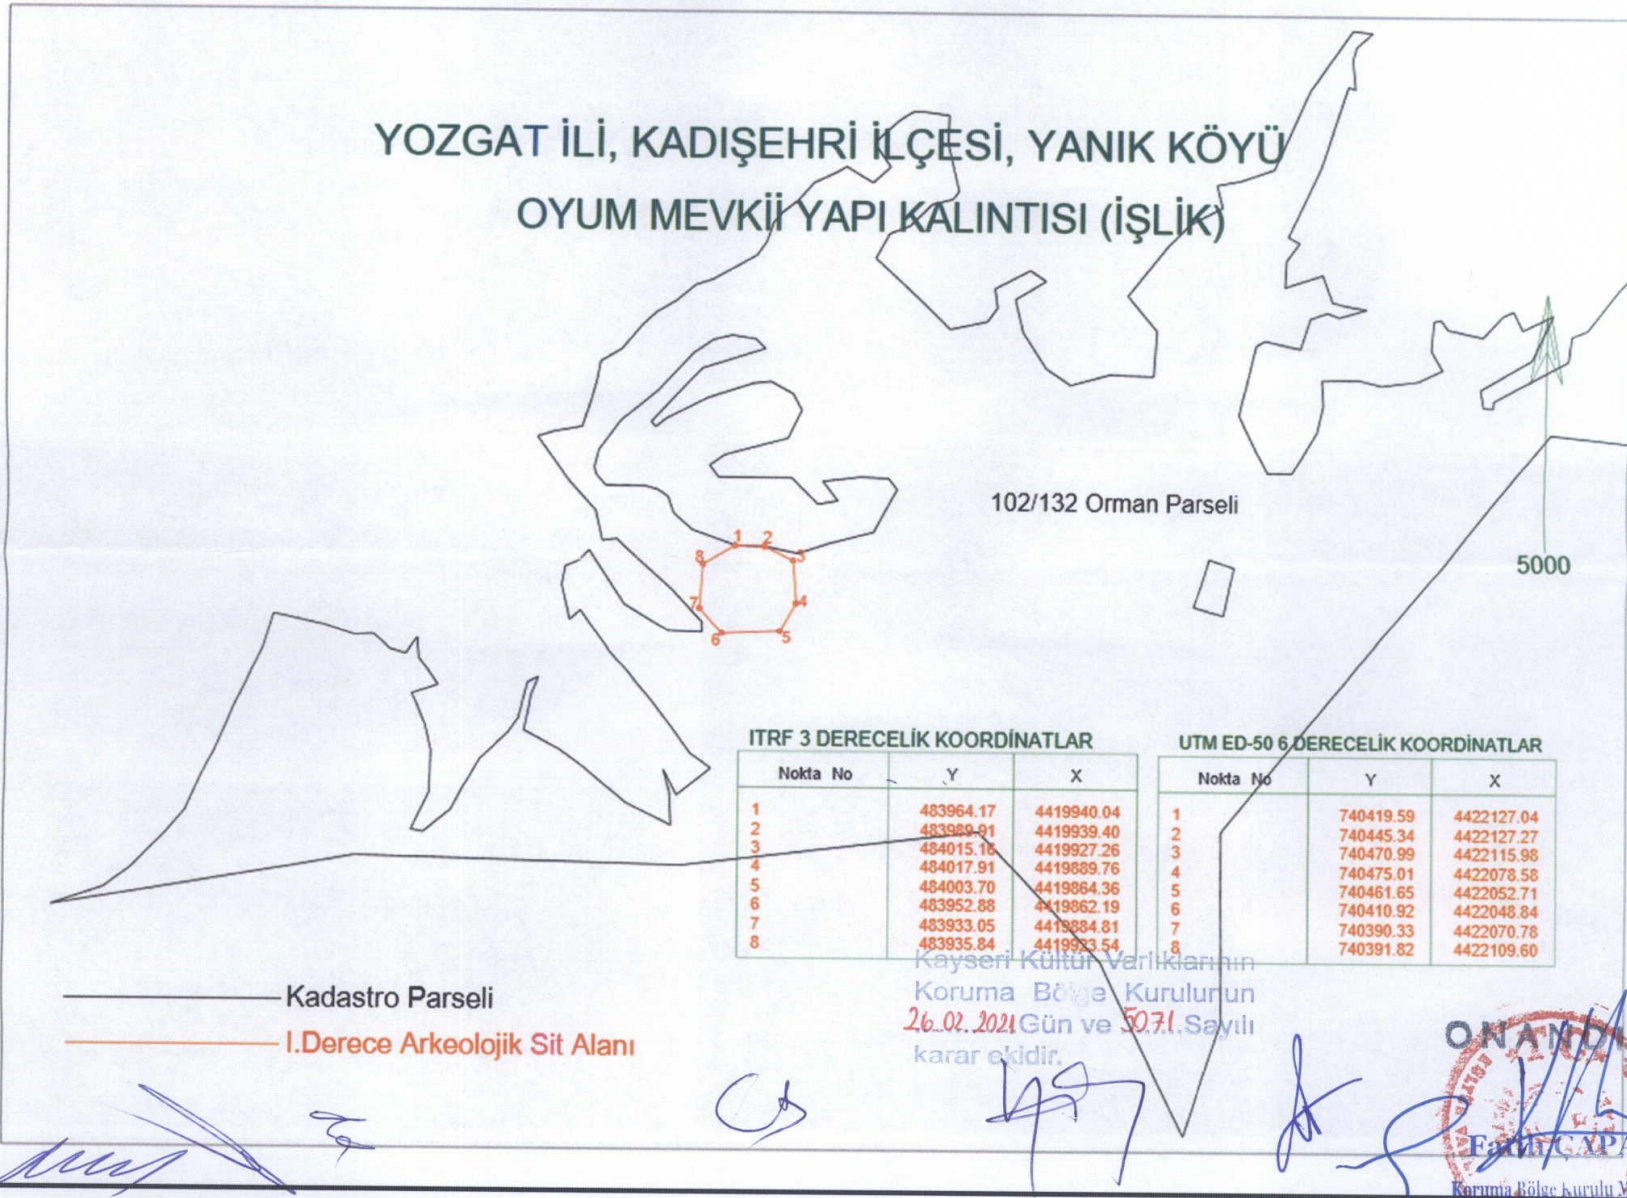 YOZGAT İLİ, KADIŞEHRİ İLÇESİ, YANIK KÖYÜ
OYUM MEVKİİ YAPI KALINTISI (İŞLİK)
102/132 Orman Parseli
5000
1
2
3
4
5
6
7
8
ITRF 3 DERECELİK KOORDİNATLAR
Nokta No Y X
1 483964.17 4419940.04
2 483989.91 4419939.40
3 484015.16 4419927.26
4 484017.91 4419889.76
5 484003.70 4419864.36
6 483952.88 4419862.19
7 483933.05 4419884.81
8 483935.84 4419923.54
UTM ED-50 6 DERECELİK KOORDİNATLAR
Nokta No Y X
1 740419.59 4422127.04
2 740445.34 4422127.27
3 740470.99 4422115.98
4 740475.01 4422078.58
5 740461.65 4422052.71
6 740410.92 4422048.84
7 740390.33 4422070.78
8 740391.82 4422109.60
Kadastro Parseli
I.Derece Arkeolojik Sit Alanı
Kayseri Kültür Varlıklarının
Koruma Bölge Kurulunun
26.02.2021 Gün ve 5071 Sayılı
karar ekidir.
ONANDI
Fatih ÇAPA
Koruma Bölge Kurulu M